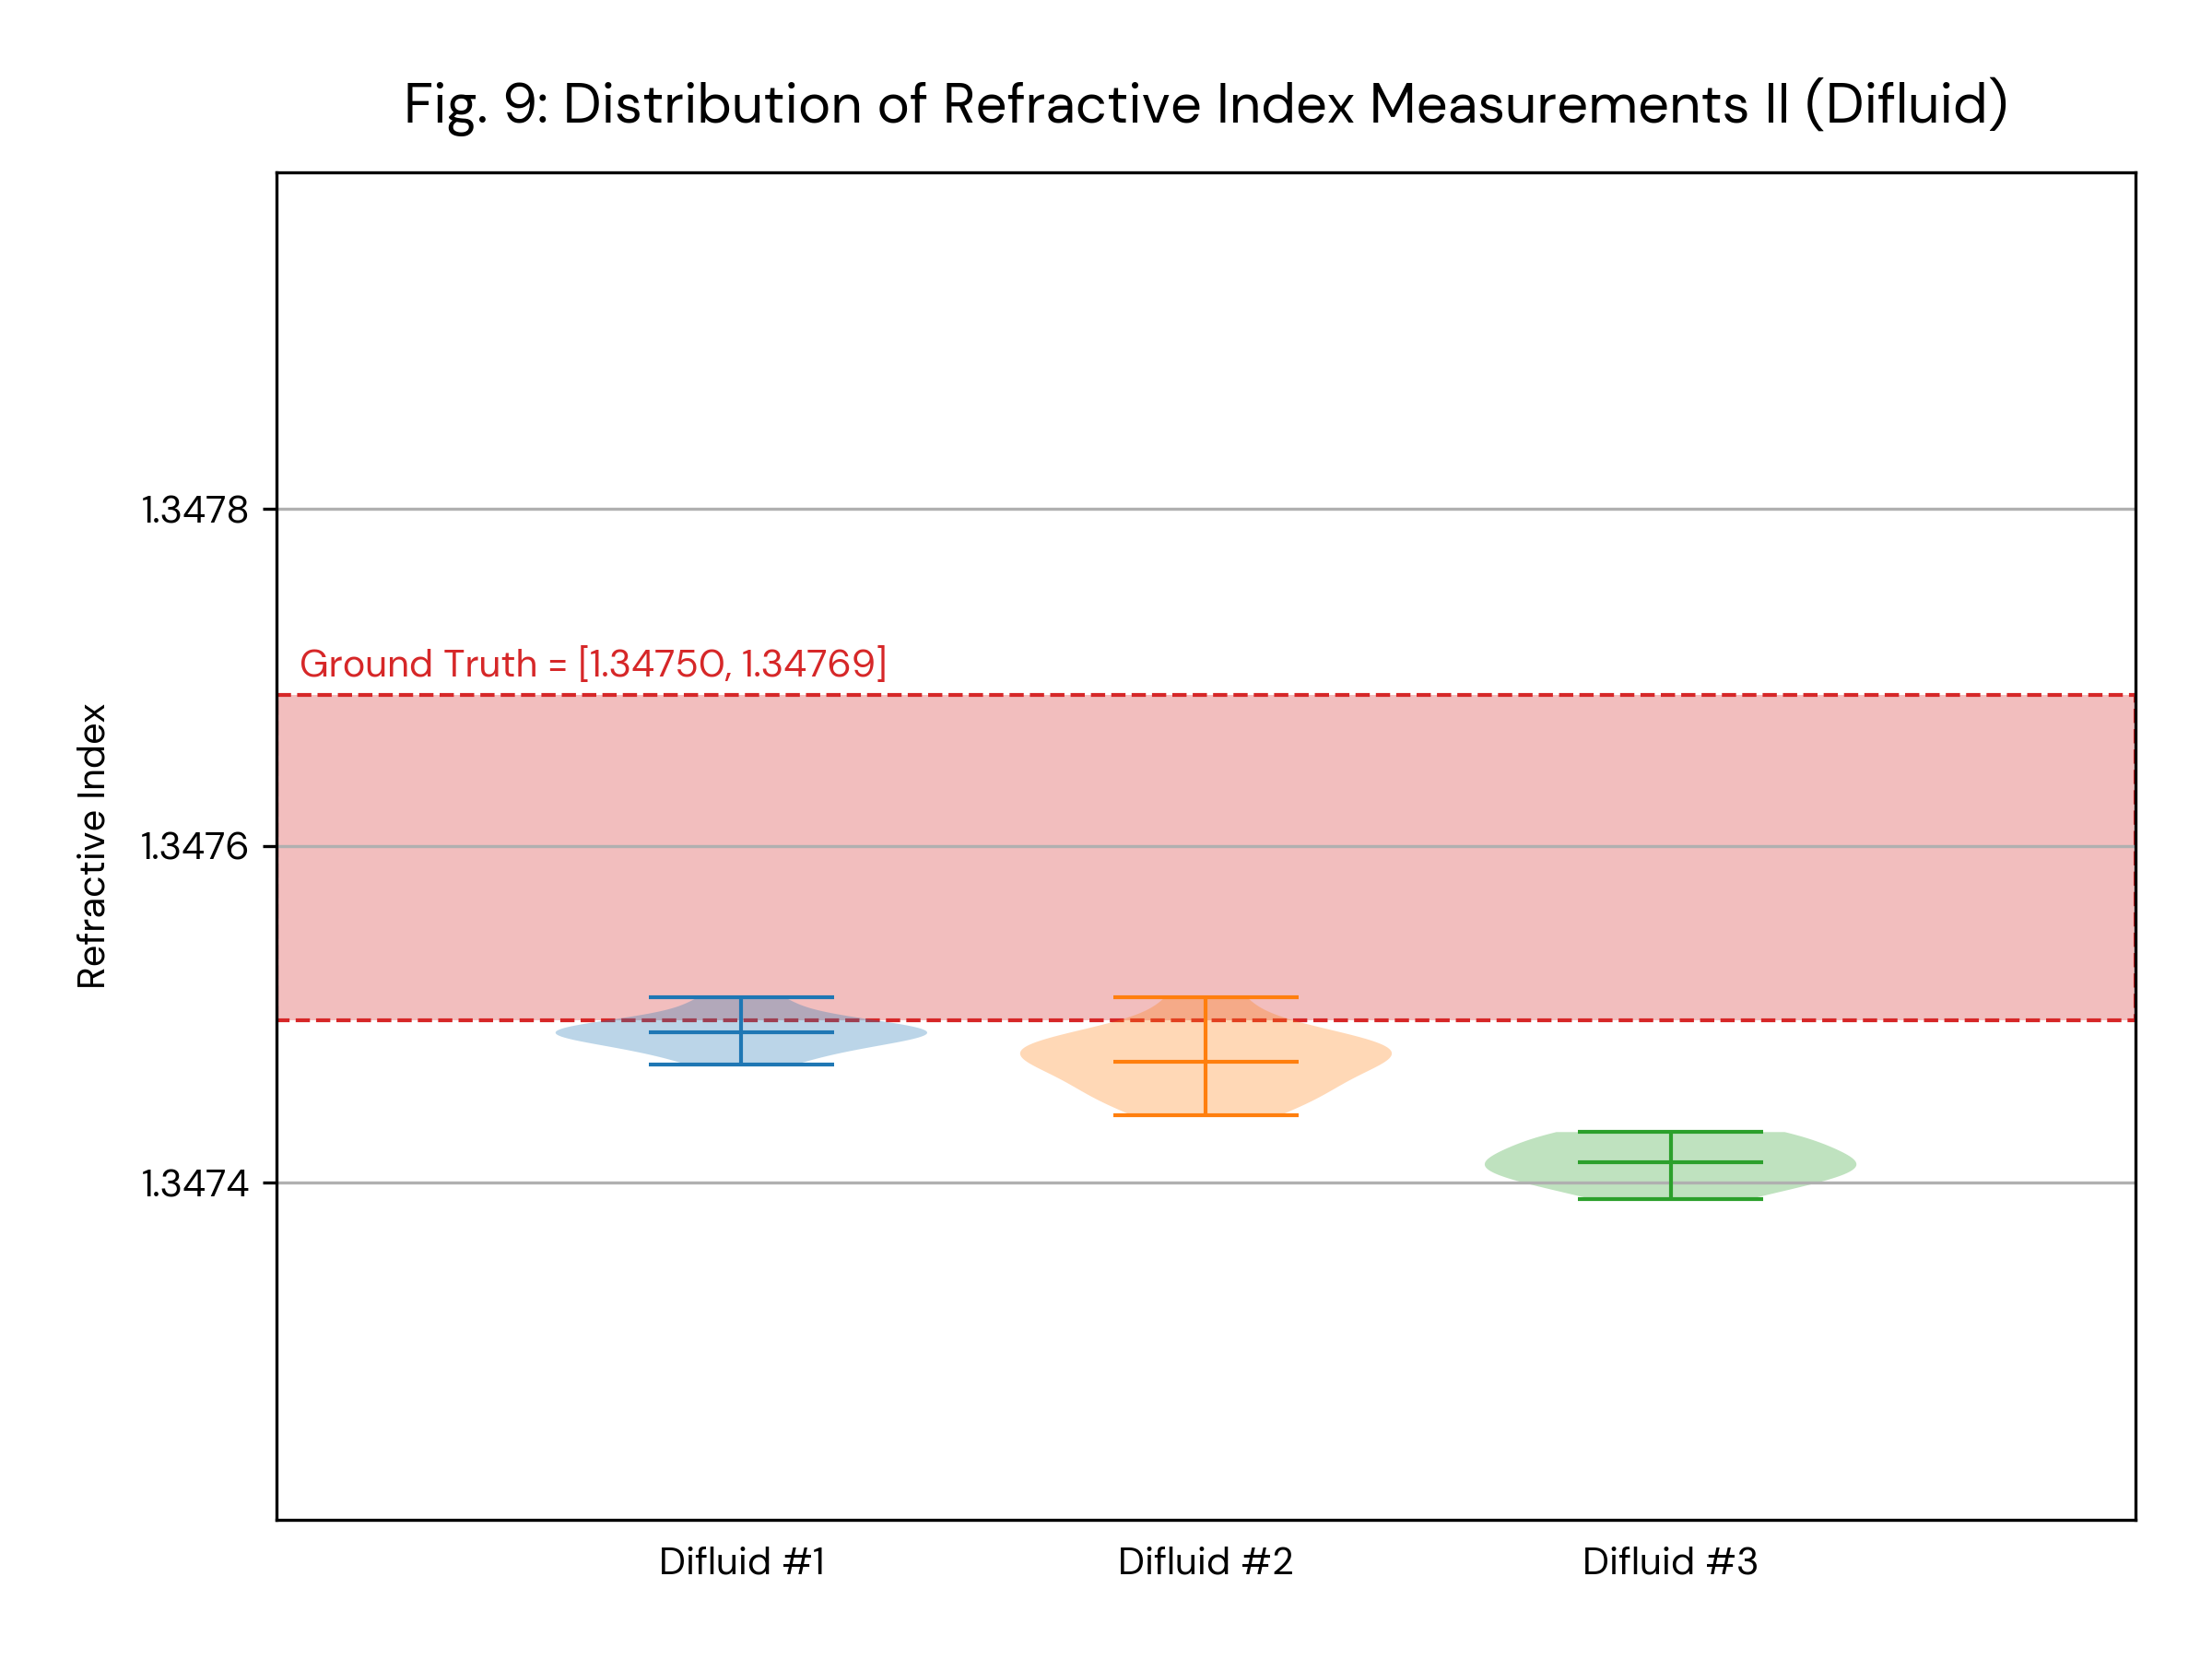 Fig. 9: Distribution of Refractive Index Measurements II (Difluid)
1.3478
Ground Truth = [1.34750, 1.34769]
Refractive Index
1.3476
1.3474
Difluid #1
Difluid #2
Difluid #3